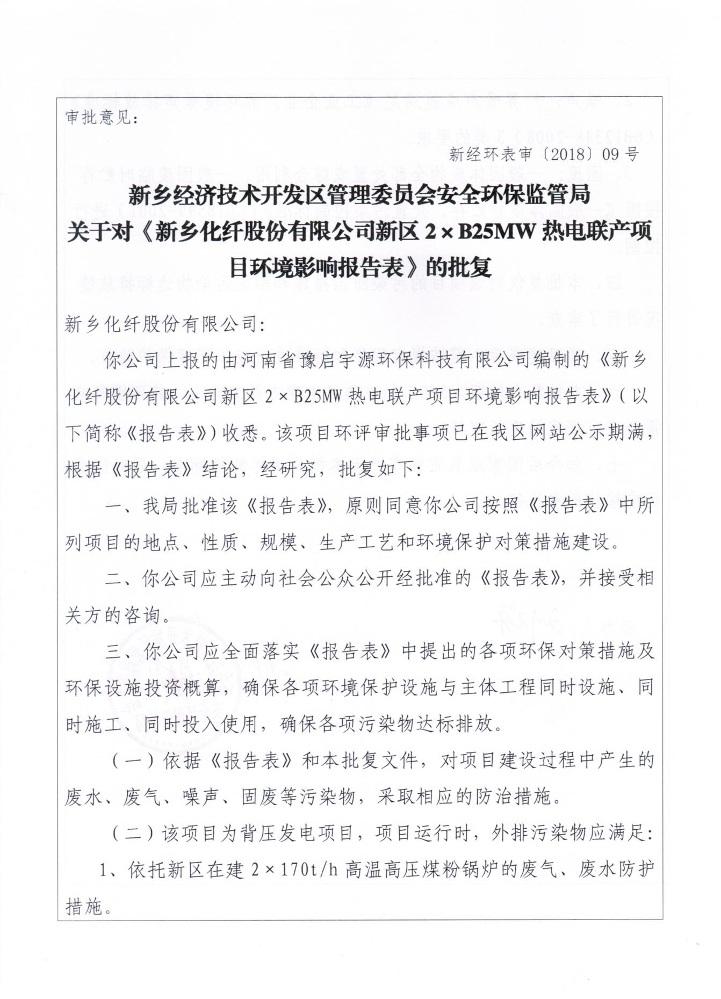 审批意见：
新经环表审〔2018〕09号
新乡经济技术开发区管理委员会安全环保监管局
关于对《新乡化纤股份有限公司新区2×B25MW热电联产项
目环境影响报告表》的批复
新乡化纤股份有限公司：
你公司上报的由河南省豫启宇源环保科技有限公司编制的《新乡
化纤股份有限公司新区2×B25MW热电联产项目环境影响报告表》（以
下简称《报告表》）收悉。该项目环评审批事项已在我区网站公示期满，
根据《报告表》结论，经研究，批复如下：
一、我局批准该《报告表》，原则同意你公司按照《报告表》中所
列项目的地点、性质、规模、生产工艺和环境保护对策措施建设。
二、你公司应主动向社会公众公开经批准的《报告表》，并接受相
关方的咨询。
三、你公司应全面落实《报告表》中提出的各项环保对策措施及
环保设施投资概算，确保各项环境保护设施与主体工程同时设施、同
时施工、同时投入使用，确保各项污染物达标排放。
（一）依据《报告表》和本批复文件，对项目建设过程中产生的
废水、废气、噪声、固废等污染物，采取相应的防治措施。
（二）该项目为背压发电项目，项目运行时，外排污染物应满足：
1、依托新区在建2×170t/h高温高压煤粉锅炉的废气、废水防护
措施。